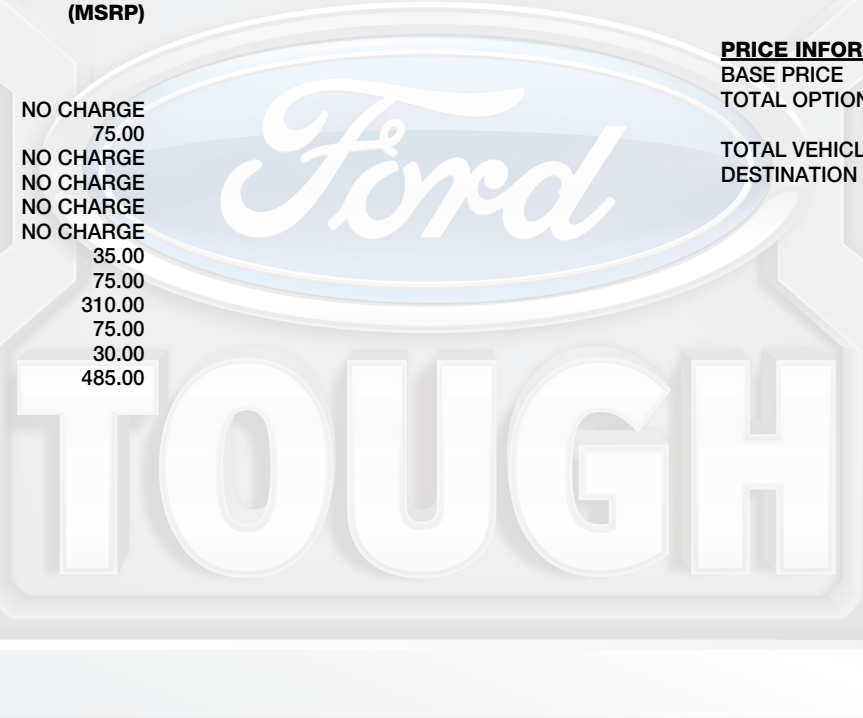 (MSRP)
NO CHARGE
75.00
NO CHARGE
NO CHARGE
NO CHARGE
NO CHARGE
35.00
75.00
310.00
75.00
30.00
485.00
PRICE INFOR
BASE PRICE
TOTAL OPTION
TOTAL VEHICL
DESTINATION
Ford
TOUGH